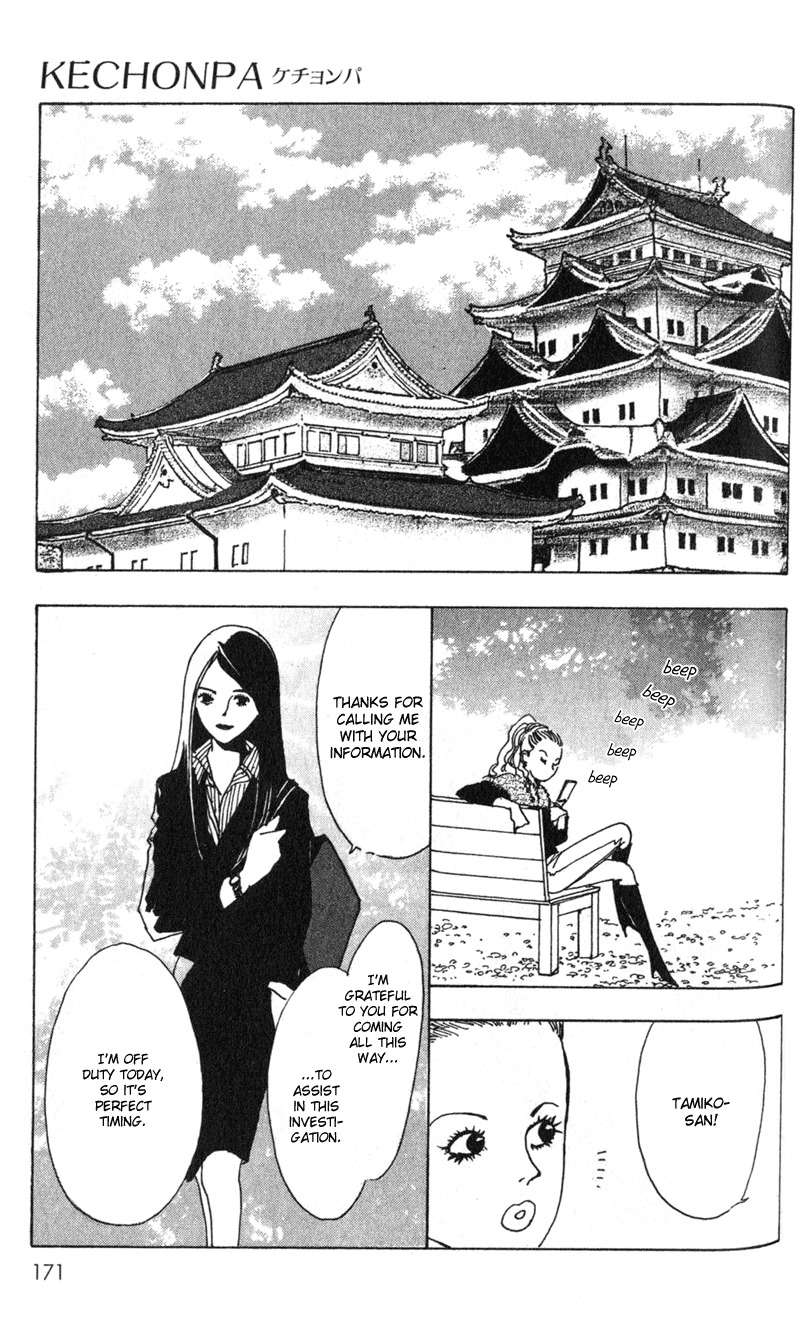 KECHONPA ケチョンパ
beep
beep
beep
beep
beep
TAMIKO-
SAN!
THANKS FOR
CALLING ME
WITH YOUR
INFORMATION.
I'M
GRATEFUL
TO YOU FOR
COMING
ALL THIS
WAY...
...TO
ASSIST
IN THIS
INVESTI-
GATION.
I'M OFF
DUTY TODAY,
SO IT'S
PERFECT
TIMING.
171